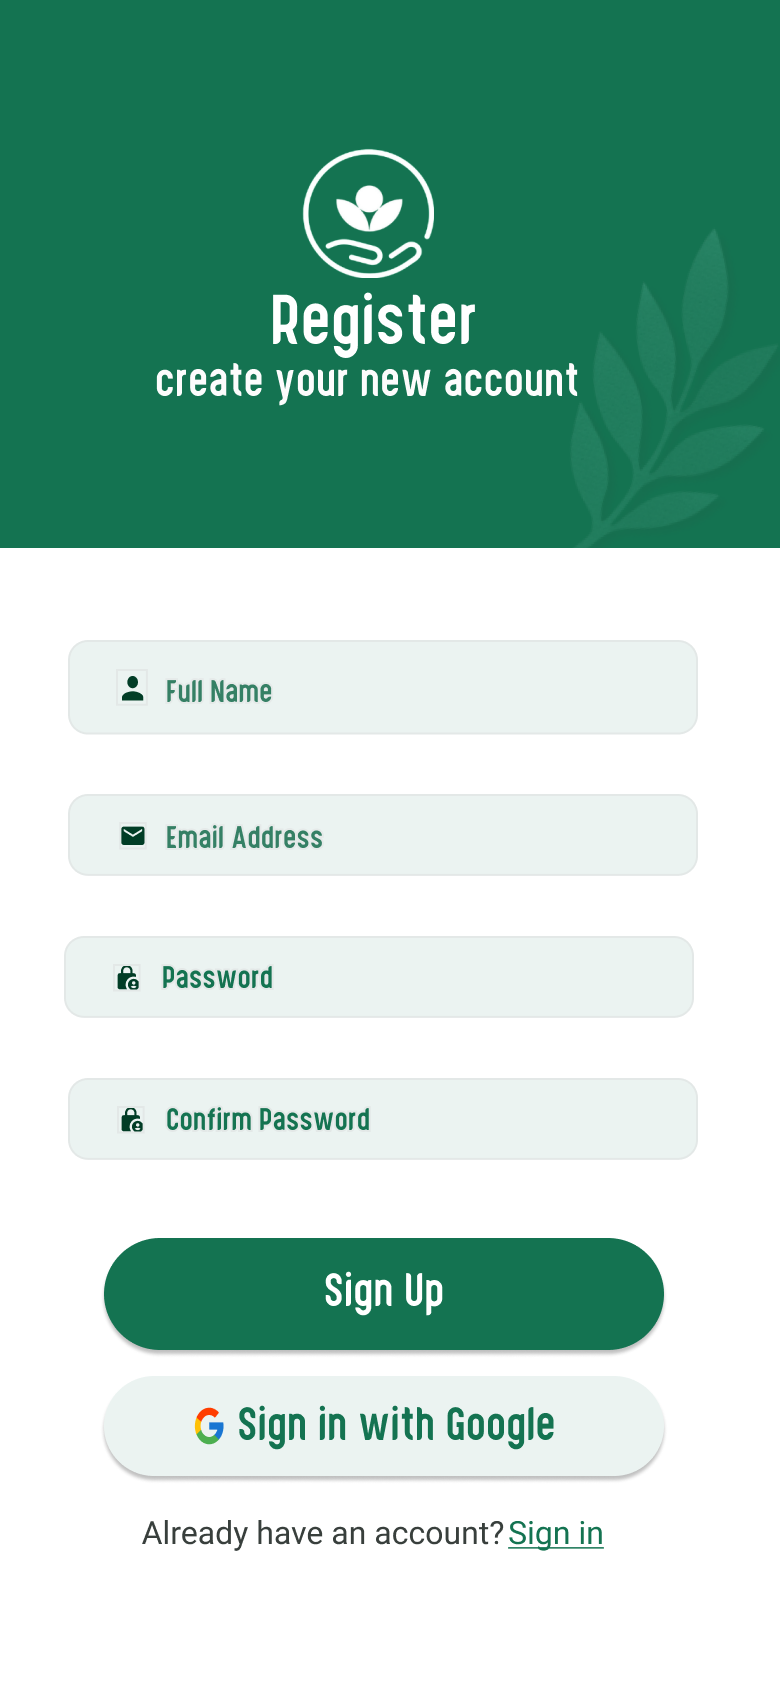 Register
create your new account
Full Name
Email Address
Password
Confirm Password
Sign Up
Sign in with Google
Already have an account? Sign in